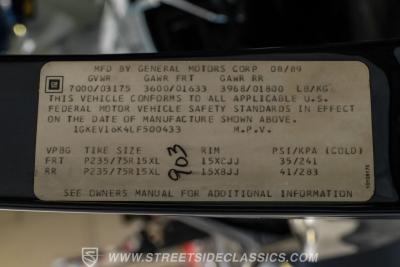 MFD BY GENERAL MOTORS CORP 08/89
GVWR GAWR FRT GAWR RR
GM 7000/03175 3600/01633 3968/01800 LB/KG
THIS VEHICLE CONFORMS TO ALL APPLICABLE U.S.
FEDERAL MOTOR VEHICLE SAFETY STANDARDS IN EFFECT
ON THE DATE OF MANUFACTURE SHOWN ABOVE.
1GKEV16K4LF500433 M.P.V.
VPBG TIRE SIZE RIM PSI/KPA (COLD)
FRT P235/75R15XL 15X8JJ 35/241
RR P235/75R15XL 15X8JJ 41/283
903
SEE OWNERS MANUAL FOR ADDITIONAL INFORMATION
WWW.STREETSIDECLASSICS.COM